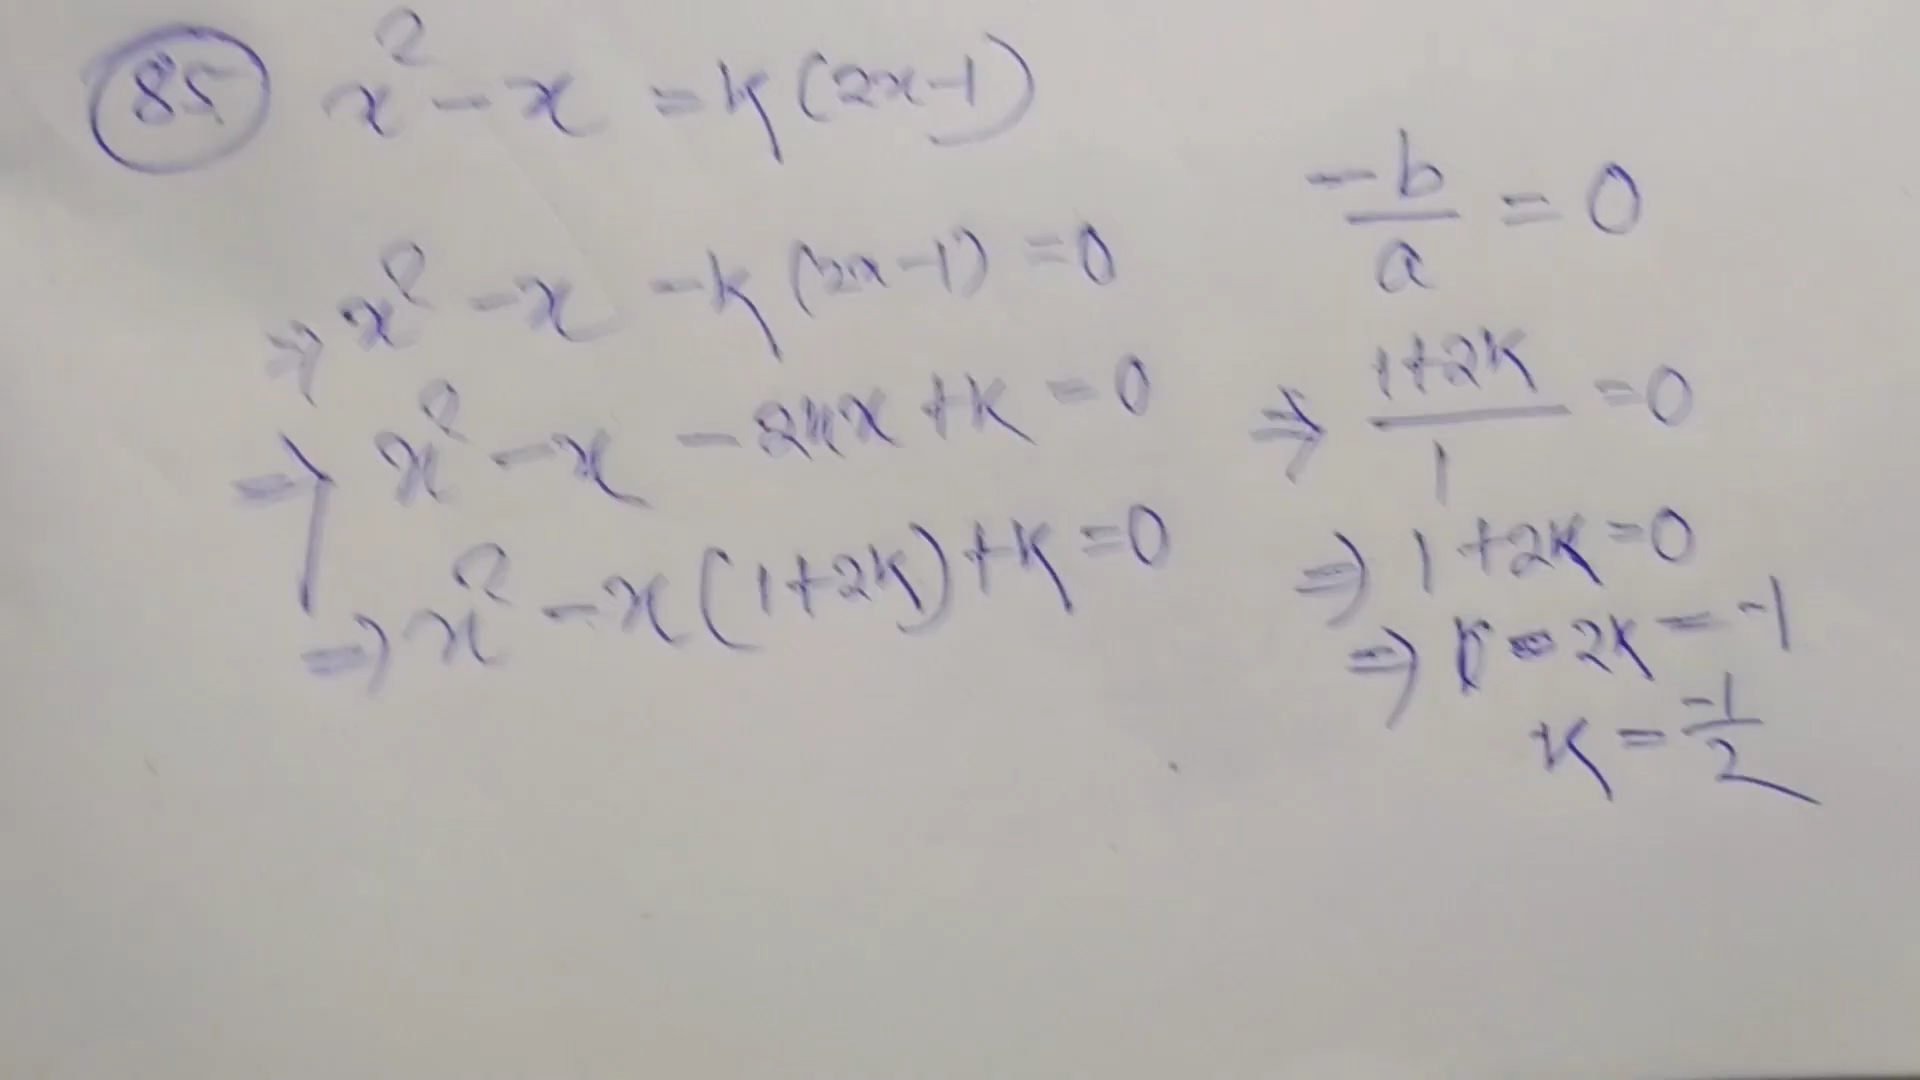 85 x² - x = k(2x-1)
⇒ x² - x - k(2x-1) = 0
⇒ x² - x - 2kx + k = 0
⇒ x² - x(1+2k) + k = 0
-b/a = 0
⇒ 1+2k/1 = 0
⇒ 1+2k=0
⇒ 2k = -1
k = -1/2